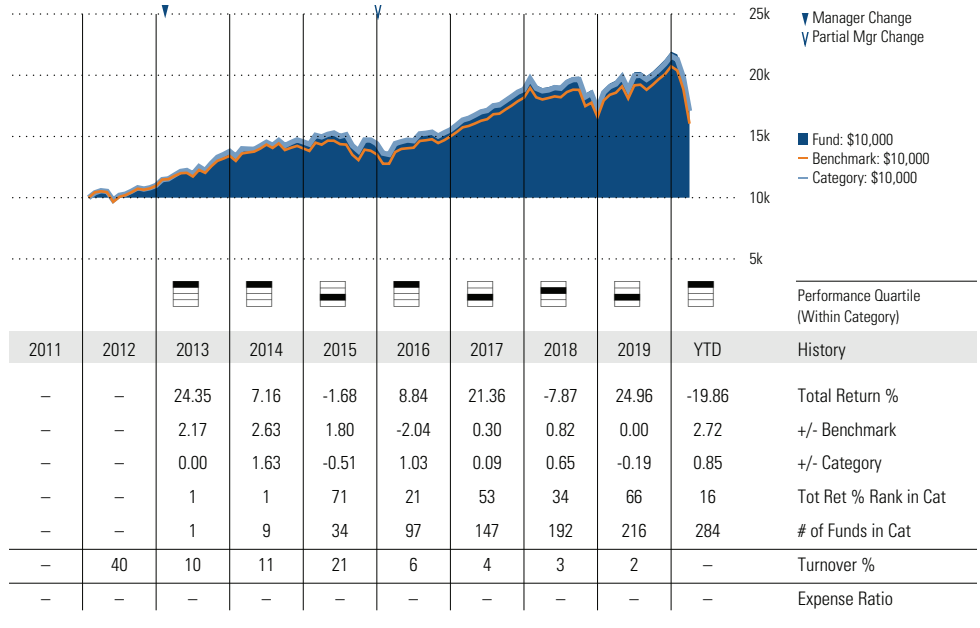 25k
▼ Manager Change
Partial Mgr Change
20k
15k
Fund: $10,000
Benchmark: $10,000
Category: $10,000
10k
5k
Performance Quartile
(Within Category)
2011 2012 2013 2014 2015 2016 2017 2018 2019 YTD History
– – 24.35 7.16 -1.68 8.84 21.36 -7.87 24.96 -19.86 Total Return %
– – 2.17 2.63 1.80 -2.04 0.30 0.82 0.00 2.72 +/- Benchmark
– – 0.00 1.63 -0.51 1.03 0.09 0.65 -0.19 0.85 +/- Category
– – 1 1 71 21 53 34 66 16 Tot Ret % Rank in Cat
– – 1 9 34 97 147 192 216 284 # of Funds in Cat
– 40 10 11 21 6 4 3 2 – Turnover %
– – – – – – – – – – Expense Ratio